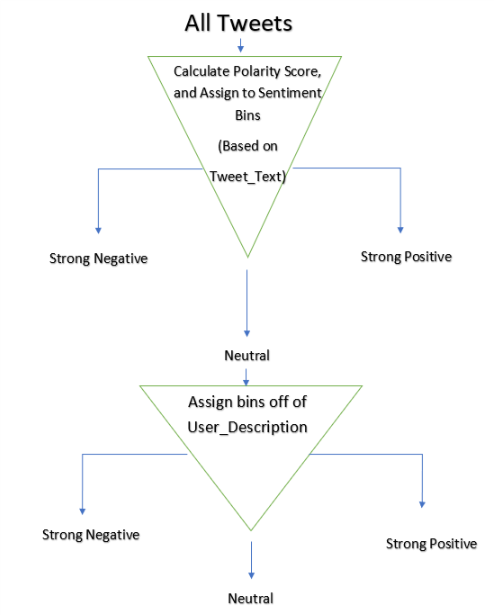 All Tweets
Calculate Polarity Score,
and Assign to Sentiment
Bins
(Based on
Tweet_Text)
Strong Negative
Strong Positive
Neutral
Assign bins off of
User_Description
Strong Negative
Strong Positive
Neutral